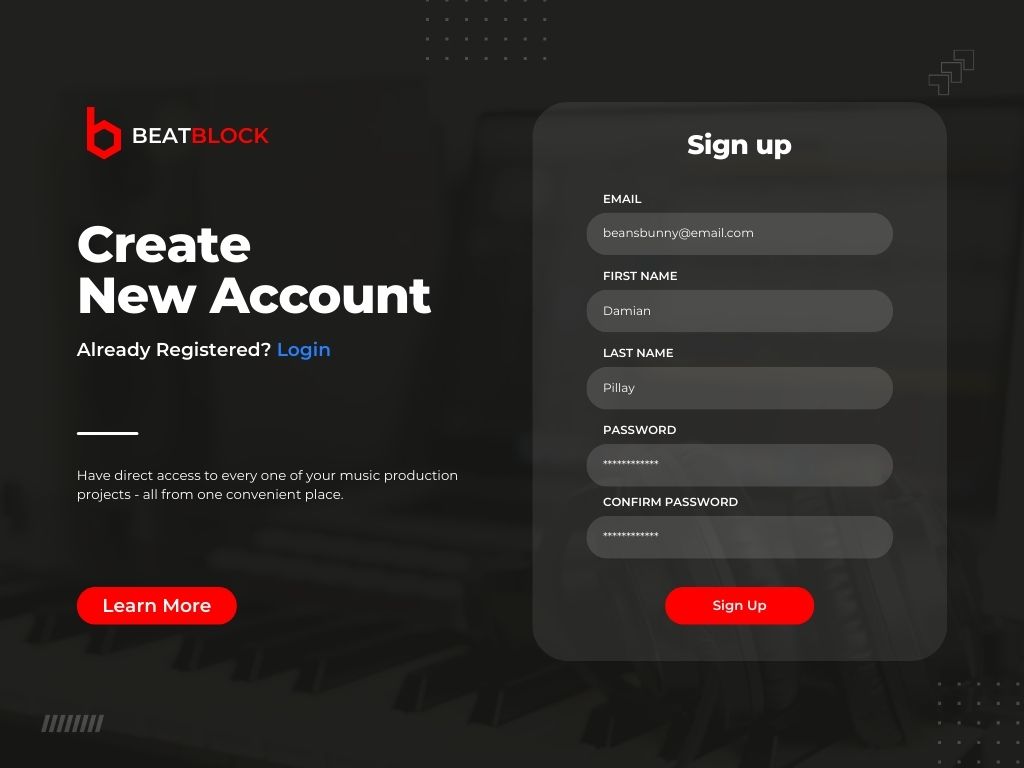 BEATBLOCK
Create
New Account
Already Registered? Login
Have direct access to every one of your music production
projects - all from one convenient place.
Learn More
Sign up
EMAIL
beansbunny@email.com
FIRST NAME
Damian
LAST NAME
Pillay
PASSWORD
************
CONFIRM PASSWORD
************
Sign Up